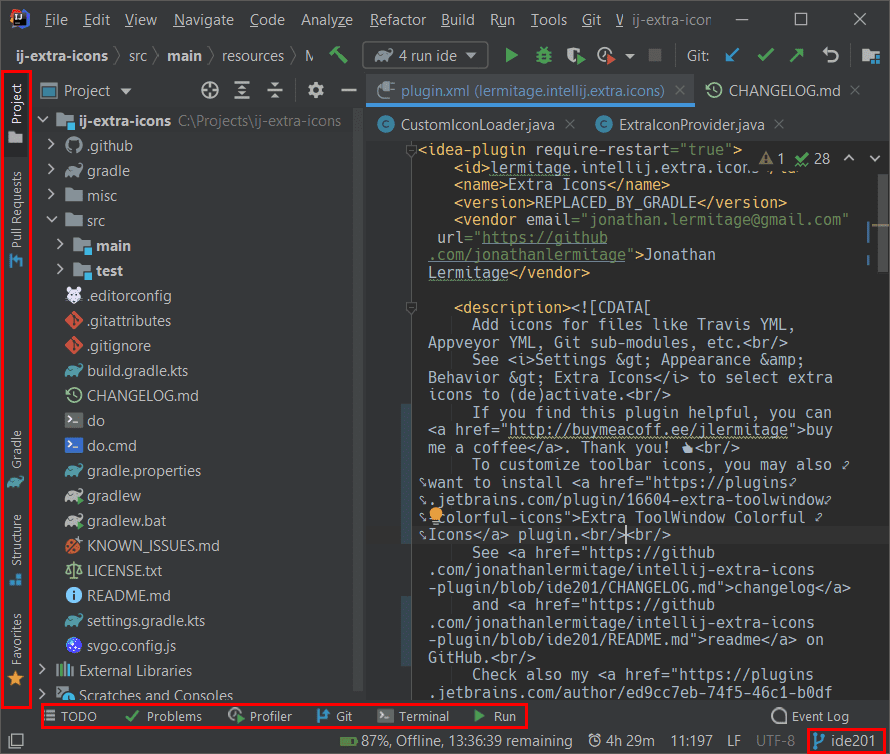 File Edit View Navigate Code Analyze Refactor Build Run Tools Git ij-extra-icon
ij-extra-icons src main resources 4 run ide Git:
Project
Pull Requests
Gradle
Structure
Favorites
Project
ij-extra-icons C:\Projects\ij-extra-icons
.github
gradle
misc
src
main
test
.editorconfig
.gitattributes
.gitignore
build.gradle.kts
CHANGELOG.md
do
do.cmd
gradle.properties
gradlew
gradlew.bat
KNOWN_ISSUES.md
LICENSE.txt
README.md
settings.gradle.kts
svgo.config.js
External Libraries
Scratches and Consoles
plugin.xml (lermitage.intellij.extra.icons) CHANGELOG.md
CustomIconLoader.java ExtraIconProvider.java
1 28
<idea-plugin require-restart="true">
<id>lermitage.intellij.extra.icons</id>
<name>Extra Icons</name>
<version>REPLACED_BY_GRADLE</version>
<vendor email="jonathan.lermitage@gmail.com"
url="https://github
.com/jonathanlermitage">Jonathan
Lermitage</vendor>
<description><![CDATA[
Add icons for files like Travis YML,
Appveyor YML, Git sub-modules, etc.<br/>
See <i>Settings &gt; Appearance &amp;
Behavior &gt; Extra Icons</i> to select extra
icons to (de)activate.<br/>
If you find this plugin helpful, you can
<a href="http://buymeacoff.ee/jlermitage">buy
me a coffee</a>. Thank you! 👍<br/>
To customize toolbar icons, you may also
want to install <a href="https://plugins
.jetbrains.com/plugin/16604-extra-toolwindow
-colorful-icons">Extra ToolWindow Colorful
Icons</a> plugin.<br/><br/>
See <a href="https://github
.com/jonathanlermitage/intellij-extra-icons
-plugin/blob/ide201/CHANGELOG.md">changelog</a>
and <a href="https://github
.com/jonathanlermitage/intellij-extra-icons
-plugin/blob/ide201/README.md">readme</a> on
GitHub.<br/>
Check also my <a href="https://plugins
.jetbrains.com/author/ed9cc7eb-74f5-46c1-b0df
TODO Problems Profiler Git Terminal Run Event Log
87%, Offline, 13:36:39 remaining 4h 29m 11:197 LF UTF-8 ide201